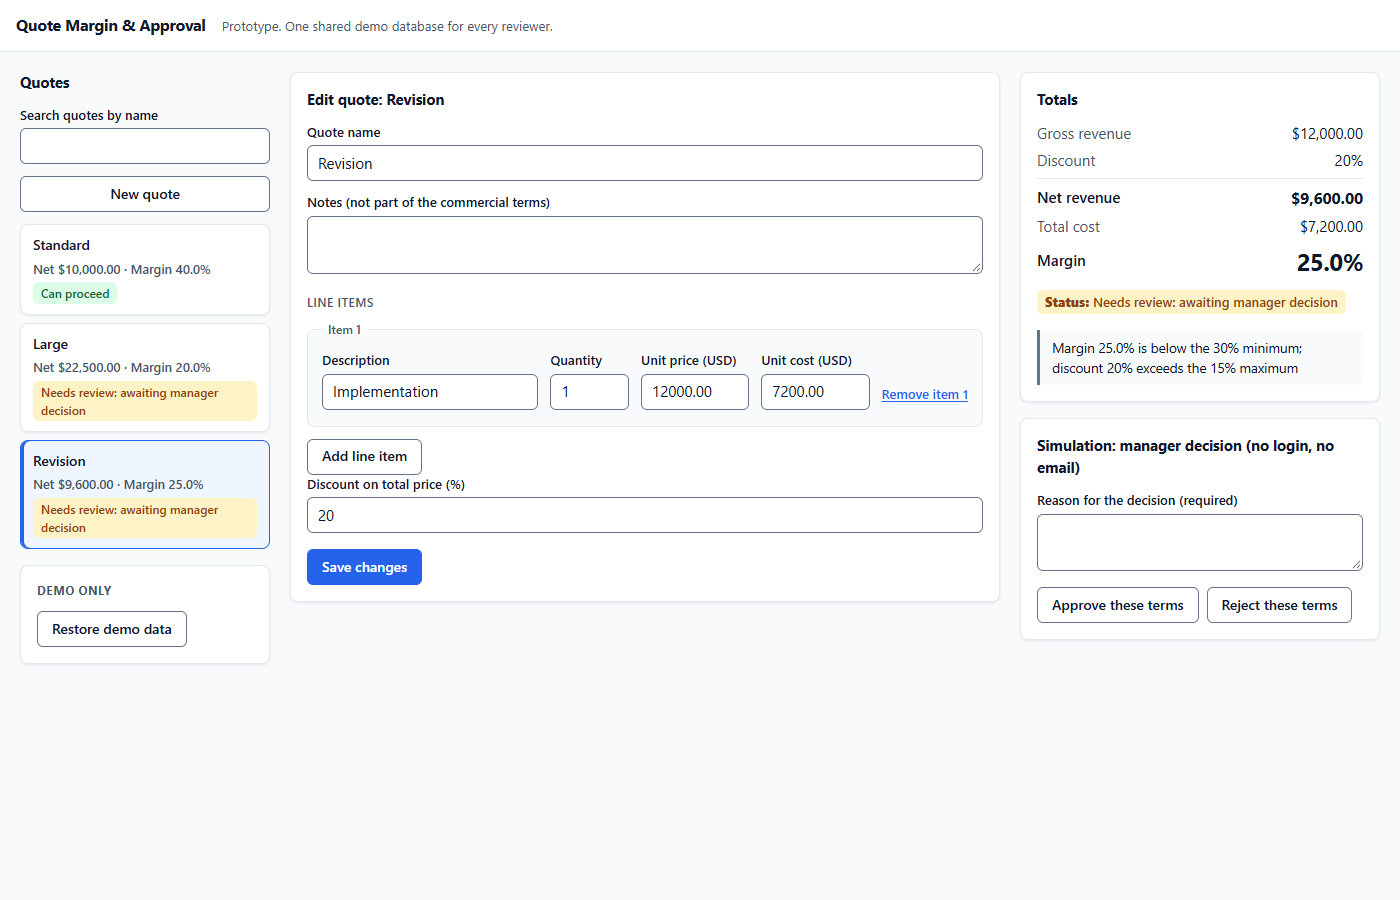 Quote Margin & Approval
Prototype. One shared demo database for every reviewer.
Quotes
Search quotes by name
New quote
Standard
Net $10,000.00 · Margin 40.0%
Can proceed
Large
Net $22,500.00 · Margin 20.0%
Needs review: awaiting manager
decision
Revision
Net $9,600.00 · Margin 25.0%
Needs review: awaiting manager
decision
DEMO ONLY
Restore demo data
Edit quote: Revision
Quote name
Revision
Notes (not part of the commercial terms)
LINE ITEMS
Item 1
Description Quantity Unit price (USD) Unit cost (USD)
Implementation 1 12000.00 7200.00 Remove item 1
Add line item
Discount on total price (%)
20
Save changes
Totals
Gross revenue $12,000.00
Discount 20%
Net revenue $9,600.00
Total cost $7,200.00
Margin 25.0%
Status: Needs review: awaiting manager decision
Margin 25.0% is below the 30% minimum;
discount 20% exceeds the 15% maximum
Simulation: manager decision (no login, no
email)
Reason for the decision (required)
Approve these terms Reject these terms